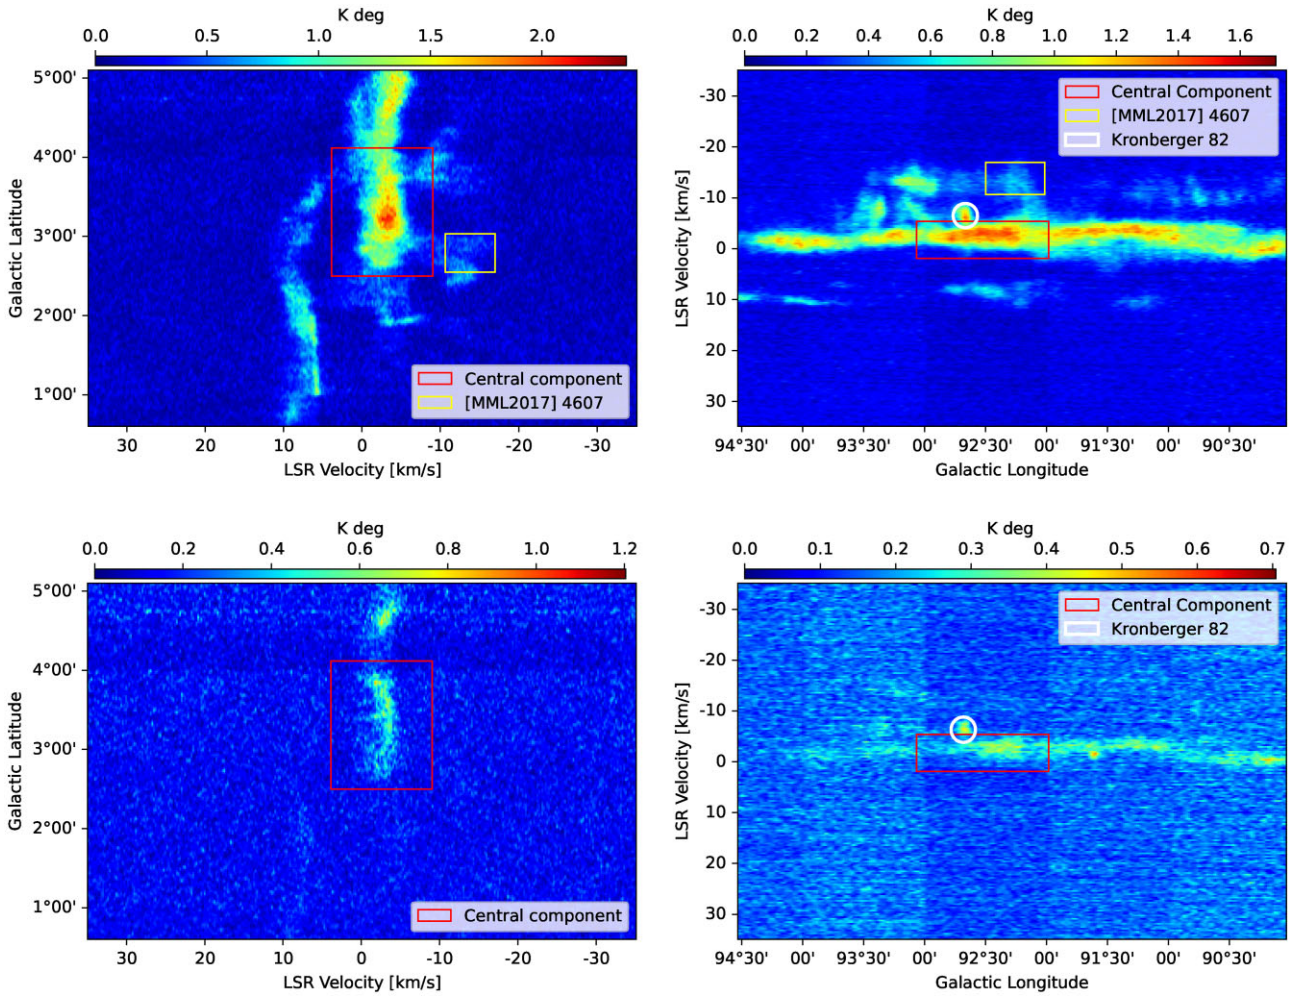 K deg
0.0 0.5 1.0 1.5 2.0
5°00'
4°00'
3°00'
2°00'
1°00'
Galactic Latitude
Central component
[MML2017] 4607
30 20 10 0 -10 -20 -30
LSR Velocity [km/s]
K deg
0.0 0.2 0.4 0.6 0.8 1.0 1.2 1.4 1.6
-30
-20
-10
0
10
20
30
LSR Velocity [km/s]
Central Component
[MML2017] 4607
Kronberger 82
94°30' 00' 93°30' 00' 92°30' 00' 91°30' 00' 90°30'
Galactic Longitude
K deg
0.0 0.2 0.4 0.6 0.8 1.0 1.2
5°00'
4°00'
3°00'
2°00'
1°00'
Galactic Latitude
Central component
30 20 10 0 -10 -20 -30
LSR Velocity [km/s]
K deg
0.0 0.1 0.2 0.3 0.4 0.5 0.6 0.7
-30
-20
-10
0
10
20
30
LSR Velocity [km/s]
Central Component
Kronberger 82
94°30' 00' 93°30' 00' 92°30' 00' 91°30' 00' 90°30'
Galactic Longitude